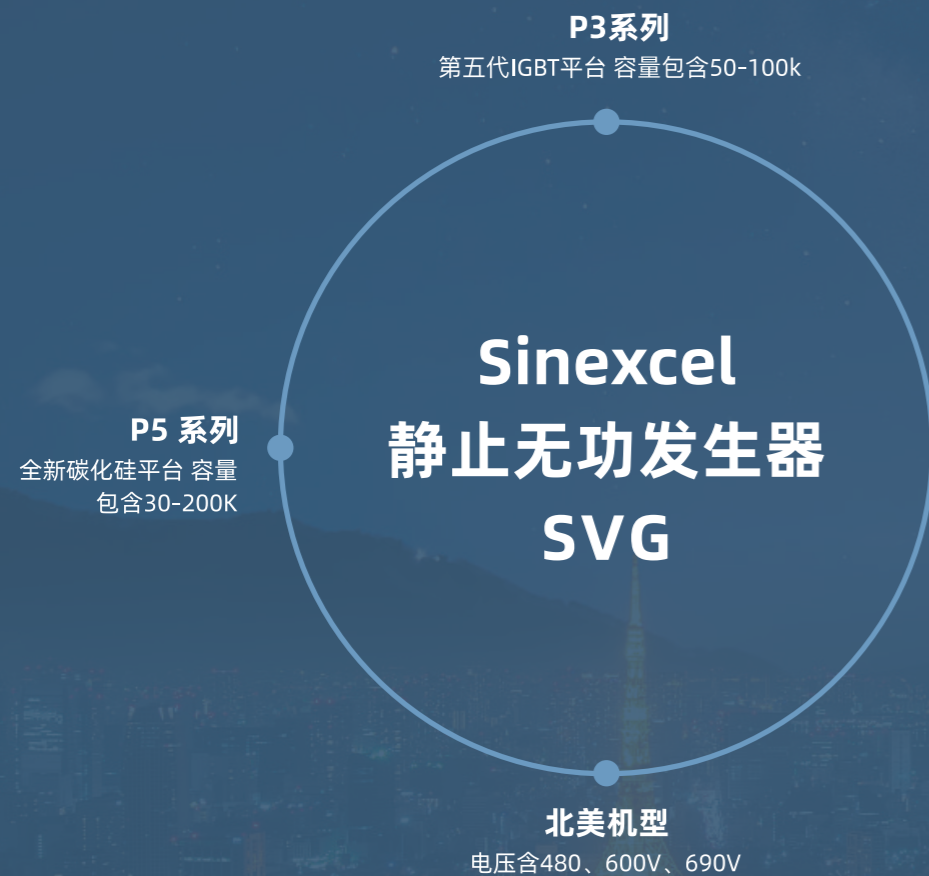 P3系列
第五代IGBT平台 容量包含50-100k
Sinexcel
静止无功发生器
SVG
P5 系列
全新碳化硅平台 容量
包含30-200K
北美机型
电压含480、600V、690V